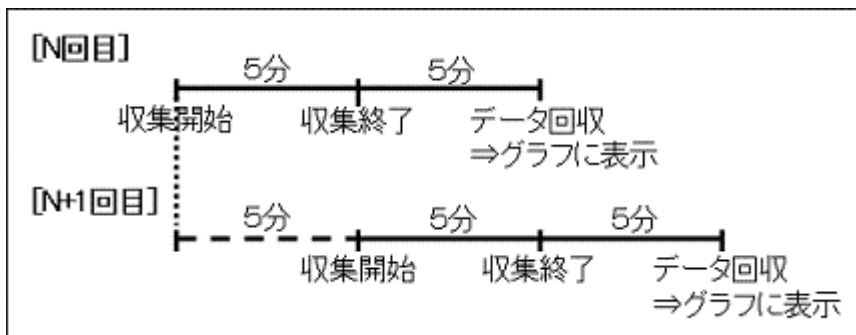 [N回目]
5分 5分
収集開始 収集終了 データ回収
⇒グラフに表示
[N+1回目]
5分 5分 5分
収集開始 収集終了 データ回収
⇒グラフに表示